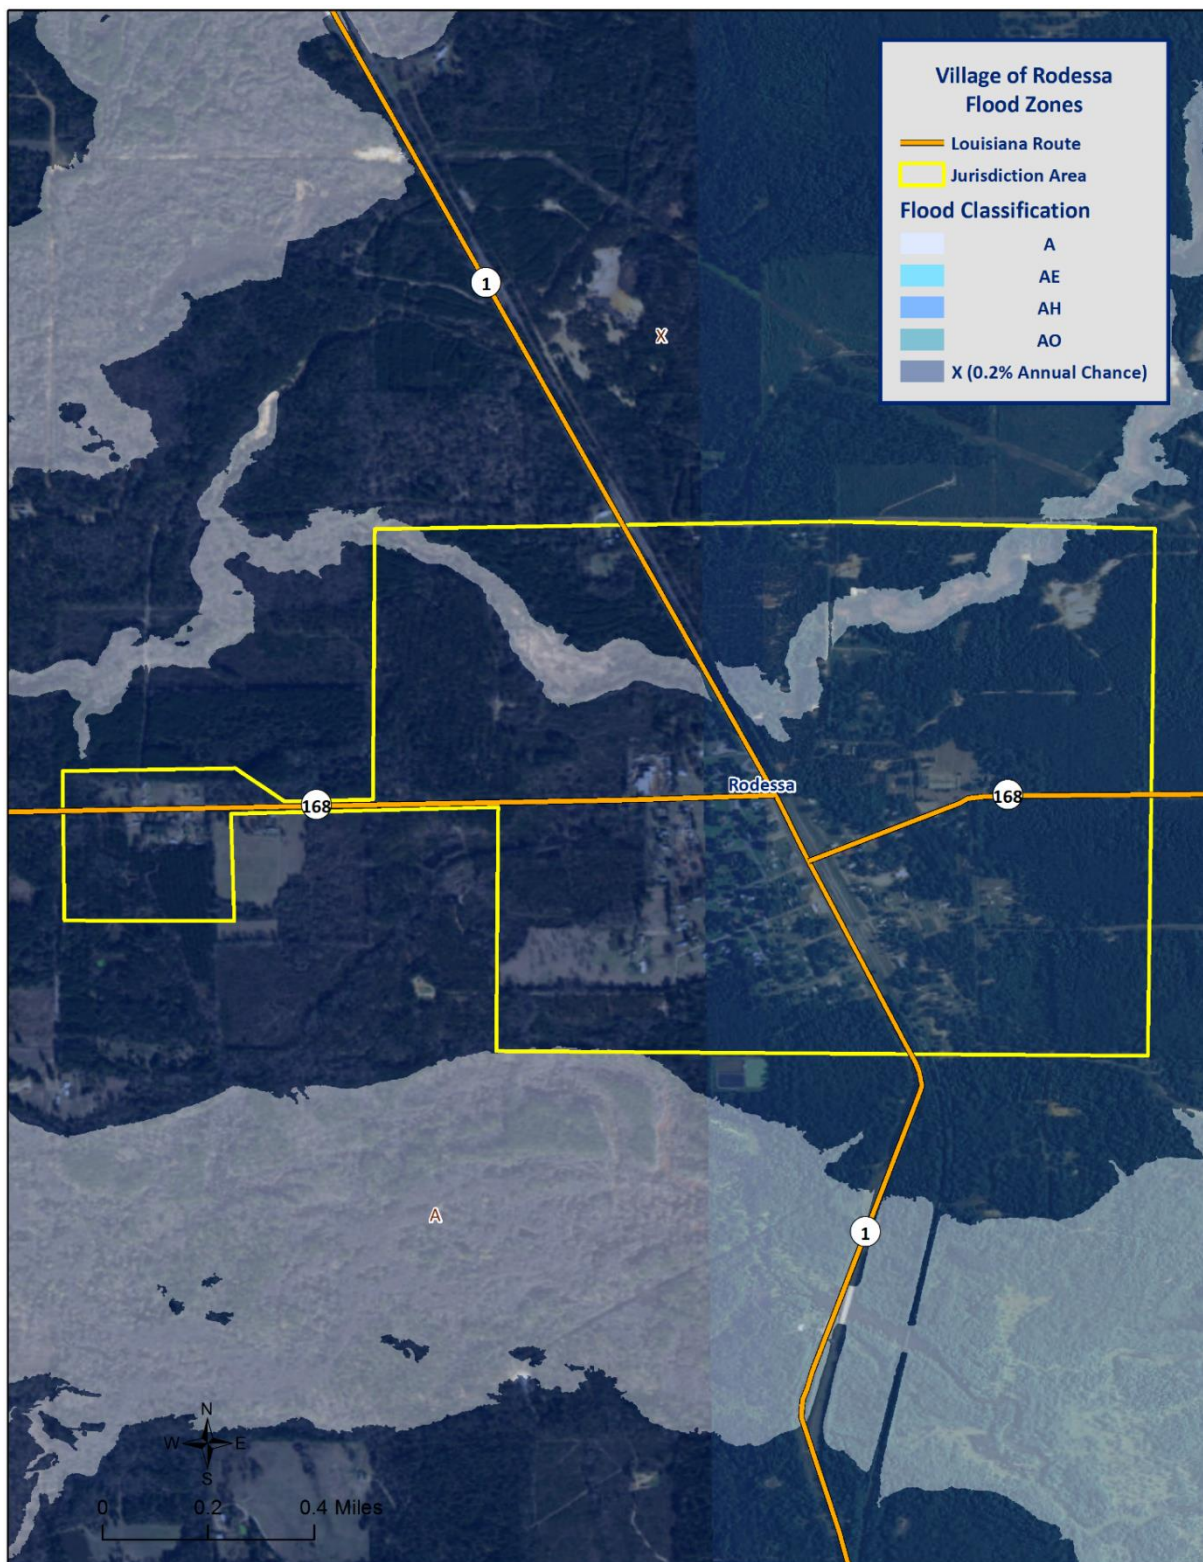 Village of Rodessa
Flood Zones
Louisiana Route
Jurisdiction Area
Flood Classification
A
AE
AH
AO
X (0.2% Annual Chance)
1
X
Rodessa
168
168
A
1
N
W E
S
0 0.2 0.4 Miles